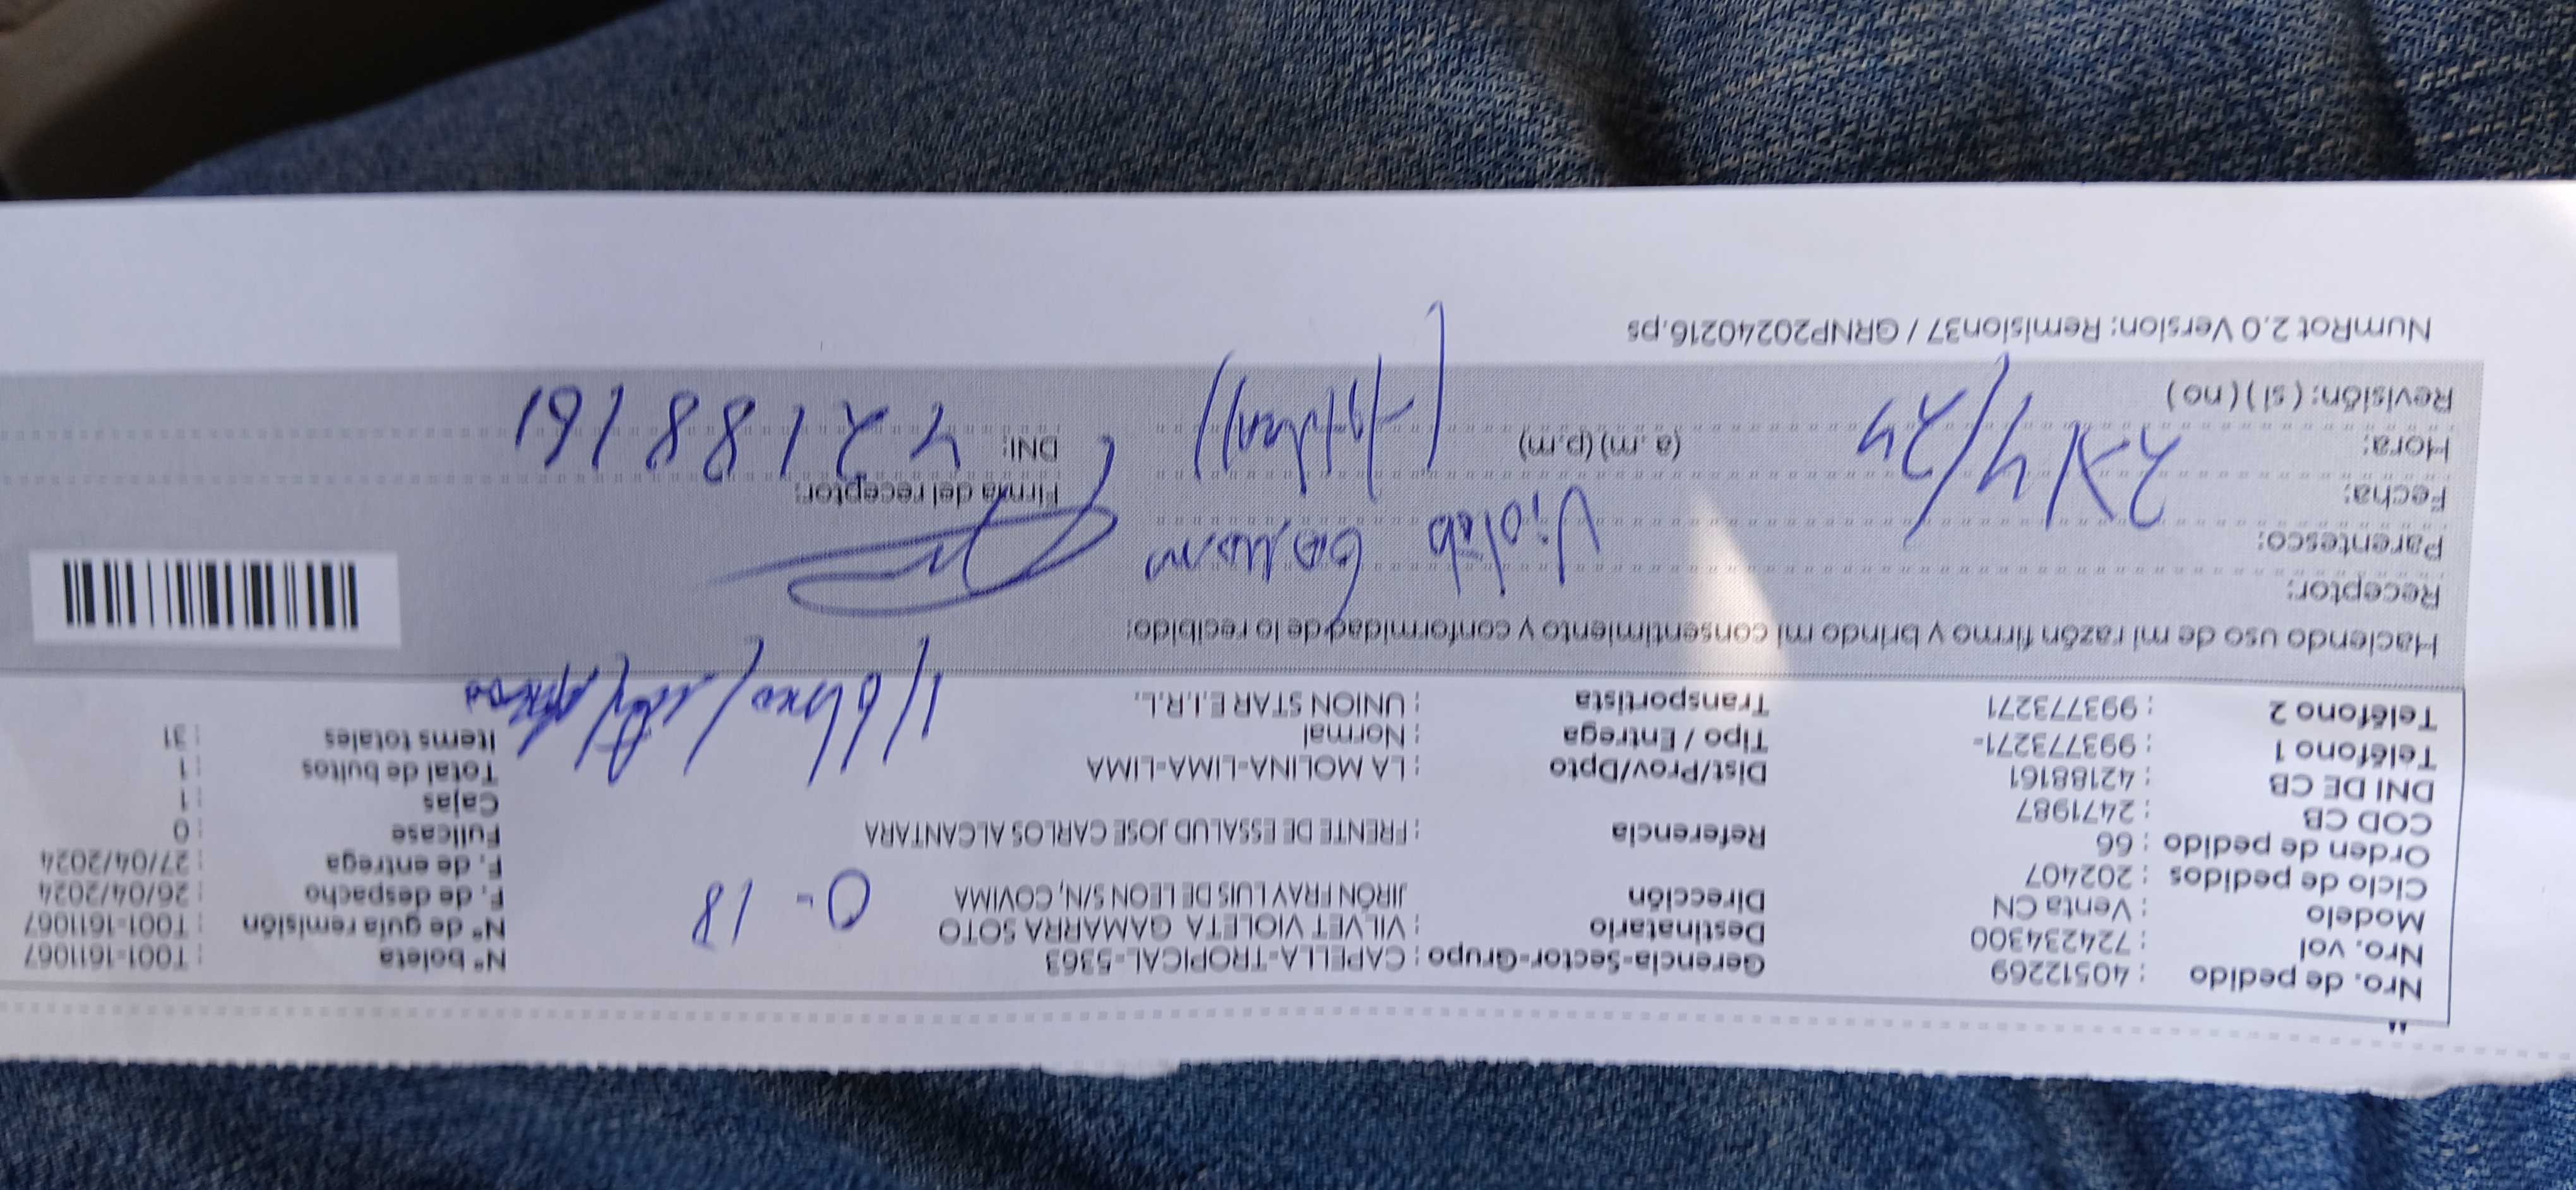 Nro. de pedido : 40512269 Gerencia-Sector-Grupo : CAPELLA-TROPICAL-5363 N° boleta : T001-1611067
Nro. vol : 724234300 Destinatario : VILVET VIOLETA GAMARRA SOTO N° de guía remisión : T001-1611067
Modelo : Venta CN Dirección JIRÓN FRAY LUIS DE LEON S/N, COVIMA 0-18 F. de despacho : 26/04/2024
Ciclo de pedidos : 202407 F. de entrega : 27/04/2024
Orden de pedido : 66 Referencia : FRENTE DE ESSALUD JOSE CARLOS ALCANTARA Fullcase : 0
COD CB : 2471987 Cajas : 1
DNI DE CB : 42188161 Dist/Prov/Dpto : LA MOLINA-LIMA-LIMA Total de bultos : 1
Teléfono 1 : 993773271- Tipo / Entrega : Normal Items totales : 31
Teléfono 2 : 993773271 Transportista : UNION STAR E.I.R.L.
Haciendo uso de mi razón firmo y brindo mi consentimiento y conformidad de lo recibido:
Receptor:
Parentesco: Violeta Gamarra
Fecha: 27/4/24 Firma del receptor:
Hora: (a.m) (p.m) (Titular) DNI: 42188161
Revisión: (si) (no)
NumRot 2.0 Version: Remision37 / GRNP20240216.ps